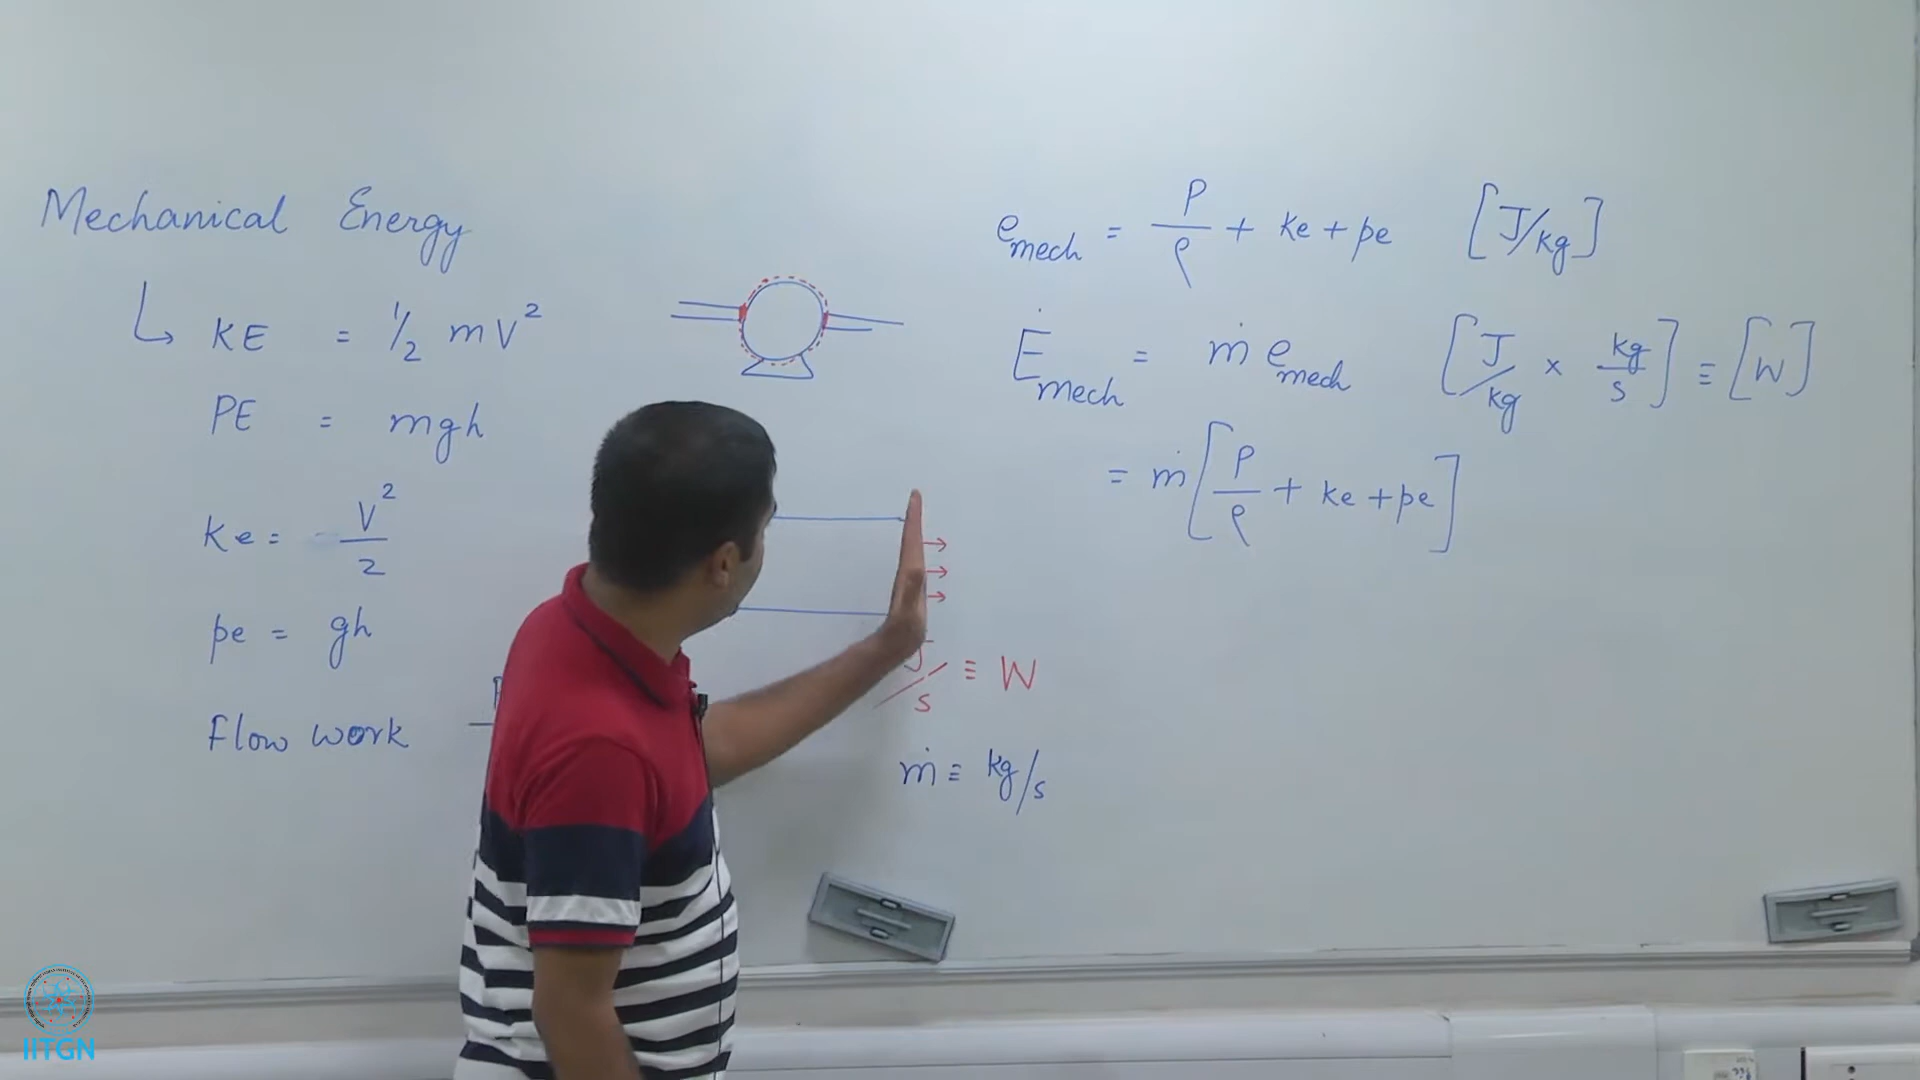 Mechanical Energy
KE = 1/2 mV²
PE = mgh
ke = V²/2
pe = gh
Flow work
J/s ≡ W
ṁ ≡ kg/s
e_mech = P/ρ + ke + pe [J/kg]
Ė_mech = ṁ e_mech [J/kg × kg/s] ≡ [W]
= ṁ [P/ρ + ke + pe]
IITGN